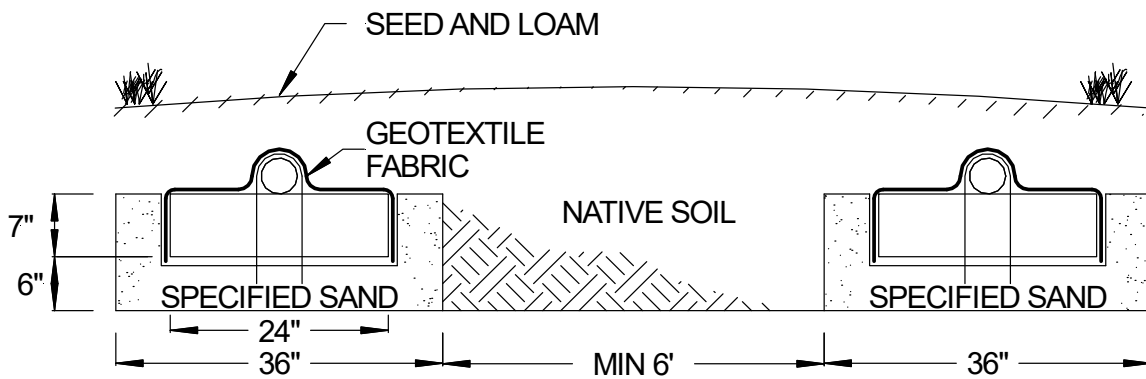 SEED AND LOAM
GEOTEXTILE
FABRIC
7"
NATIVE SOIL
6"
SPECIFIED SAND
SPECIFIED SAND
24"
36"
MIN 6'
36"